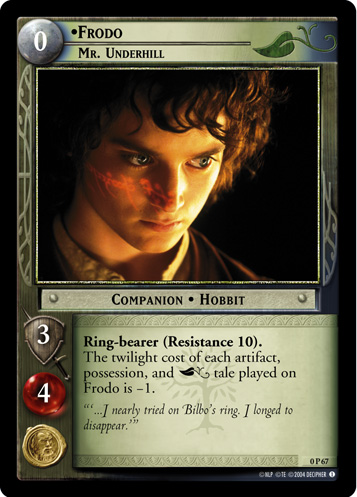 0
•Frodo
Mr. Underhill
Companion • Hobbit
3
4
Ring-bearer (Resistance 10).
The twilight cost of each artifact,
possession, and tale played on
Frodo is –1.
“‘...I nearly tried on Bilbo’s ring. I longed to
disappear.’”
0 P 67
©NLP ™©TE ©2004 DECIPHER 1